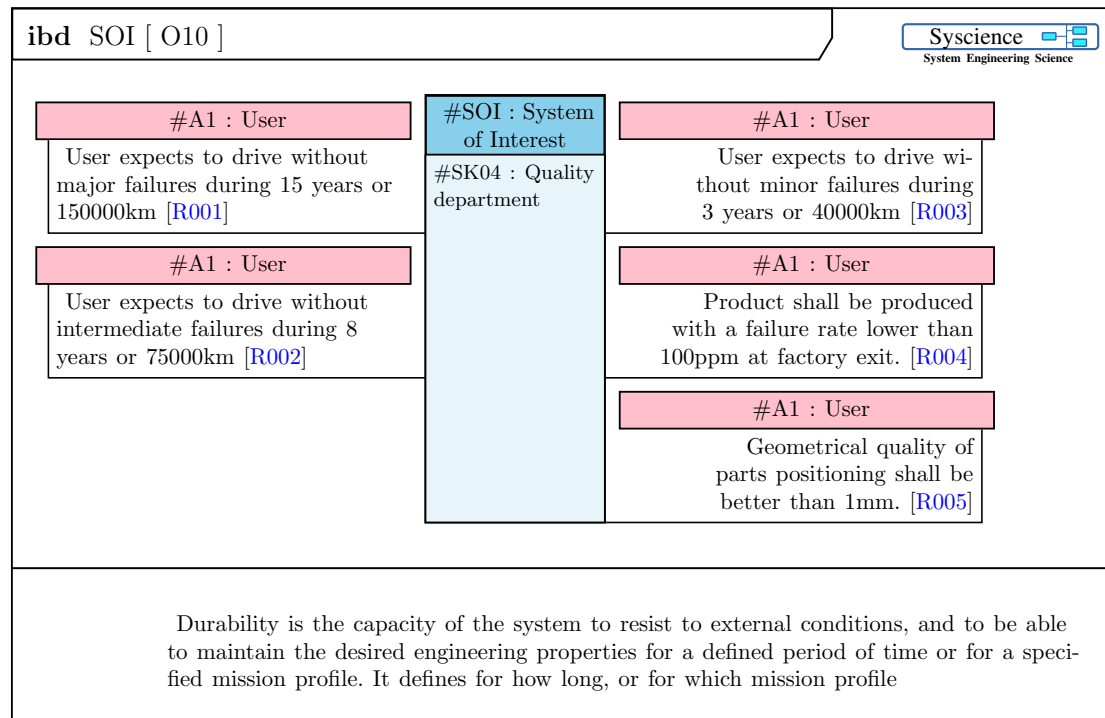 ibd SOI [ O10 ]
Syscience
System Engineering Science
#A1 : User
User expects to drive without
major failures during 15 years or
150000km [R001]
#A1 : User
User expects to drive without
intermediate failures during 8
years or 75000km [R002]
#SOI : System
of Interest
#SK04 : Quality
department
#A1 : User
User expects to drive wi-
thout minor failures during
3 years or 40000km [R003]
#A1 : User
Product shall be produced
with a failure rate lower than
100ppm at factory exit. [R004]
#A1 : User
Geometrical quality of
parts positioning shall be
better than 1mm. [R005]
Durability is the capacity of the system to resist to external conditions, and to be able
to maintain the desired engineering properties for a defined period of time or for a speci-
fied mission profile. It defines for how long, or for which mission profile